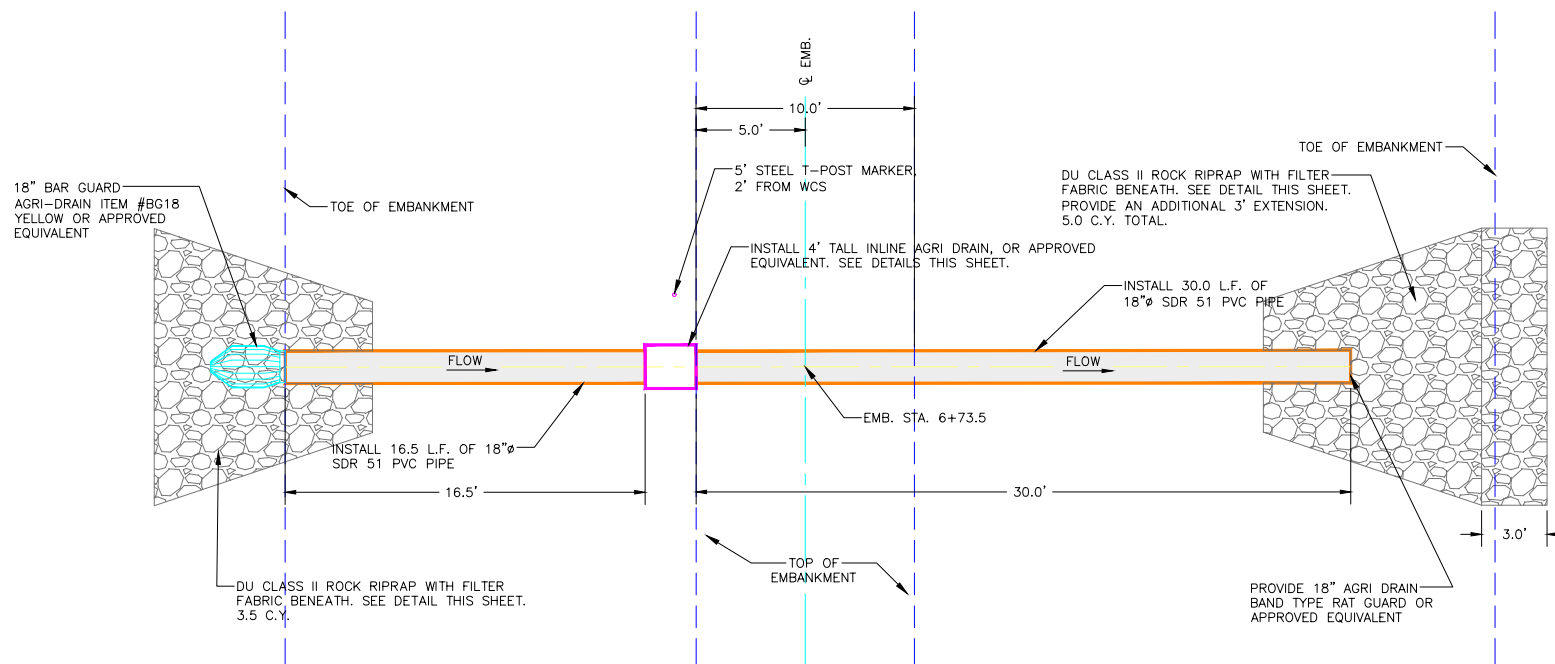 ℄ EMB.
10.0'
5.0'
TOE OF EMBANKMENT
5' STEEL T-POST MARKER,
2' FROM WCS
DU CLASS II ROCK RIPRAP WITH FILTER
FABRIC BENEATH. SEE DETAIL THIS SHEET.
PROVIDE AN ADDITIONAL 3' EXTENSION.
5.0 C.Y. TOTAL.
18" BAR GUARD
AGRI-DRAIN ITEM #BG18
YELLOW OR APPROVED
EQUIVALENT
TOE OF EMBANKMENT
INSTALL 4' TALL INLINE AGRI DRAIN, OR APPROVED
EQUIVALENT. SEE DETAILS THIS SHEET.
INSTALL 30.0 L.F. OF
18"ø SDR 51 PVC PIPE
FLOW
FLOW
EMB. STA. 6+73.5
INSTALL 16.5 L.F. OF 18"ø
SDR 51 PVC PIPE
16.5'
30.0'
3.0'
TOP OF
EMBANKMENT
DU CLASS II ROCK RIPRAP WITH FILTER
FABRIC BENEATH. SEE DETAIL THIS SHEET.
3.5 C.Y.
PROVIDE 18" AGRI DRAIN
BAND TYPE RAT GUARD OR
APPROVED EQUIVALENT